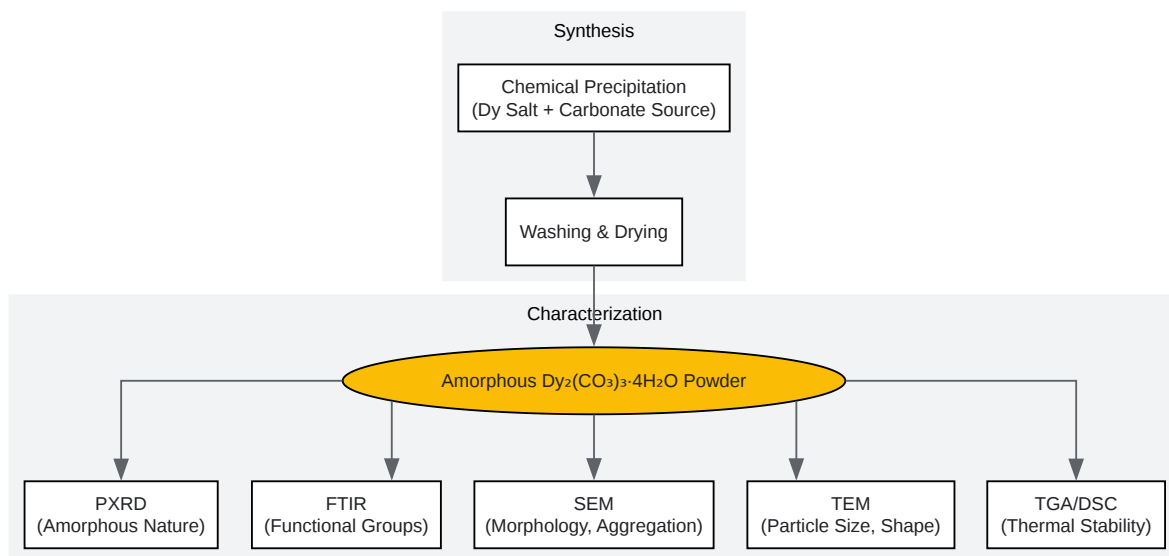 Synthesis
Chemical Precipitation
(Dy Salt + Carbonate Source)
Washing & Drying
Characterization
Amorphous Dy₂(CO₃)₃·4H₂O Powder
PXRD
(Amorphous Nature)
FTIR
(Functional Groups)
SEM
(Morphology, Aggregation)
TEM
(Particle Size, Shape)
TGA/DSC
(Thermal Stability)